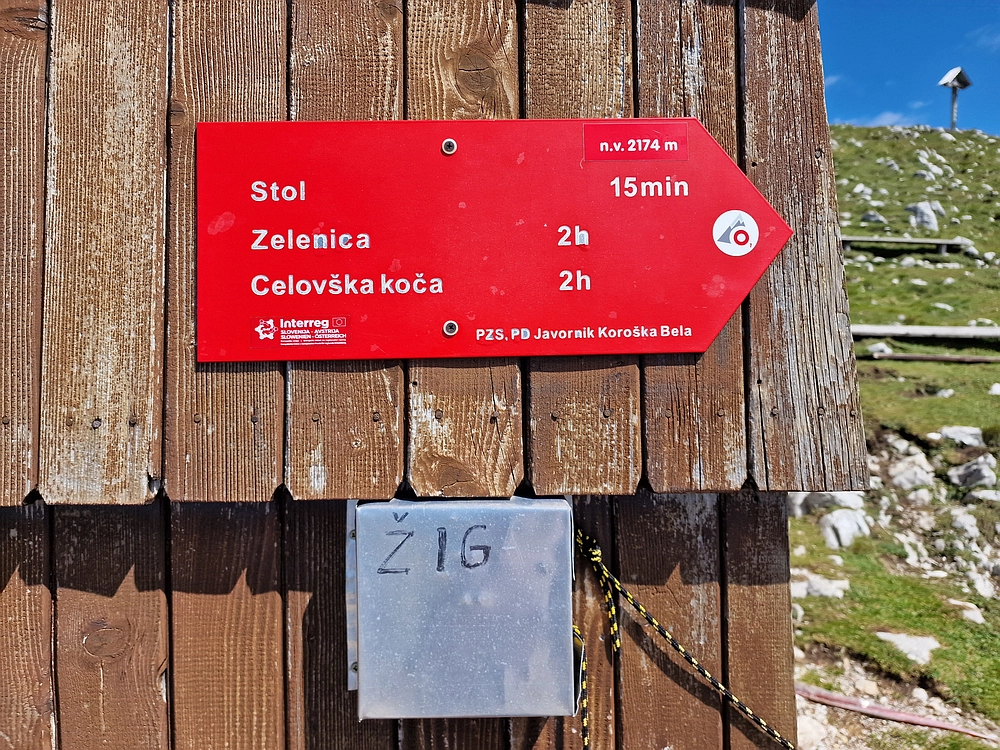 n.v. 2174 m
Stol 15min
Zelenica 2h
Celovška koča 2h
Interreg
SLOVENIJA - AVSTRIJA
SLOWENIEN - ÖSTERREICH
PZS, PD Javornik Koroška Bela
ŽIG